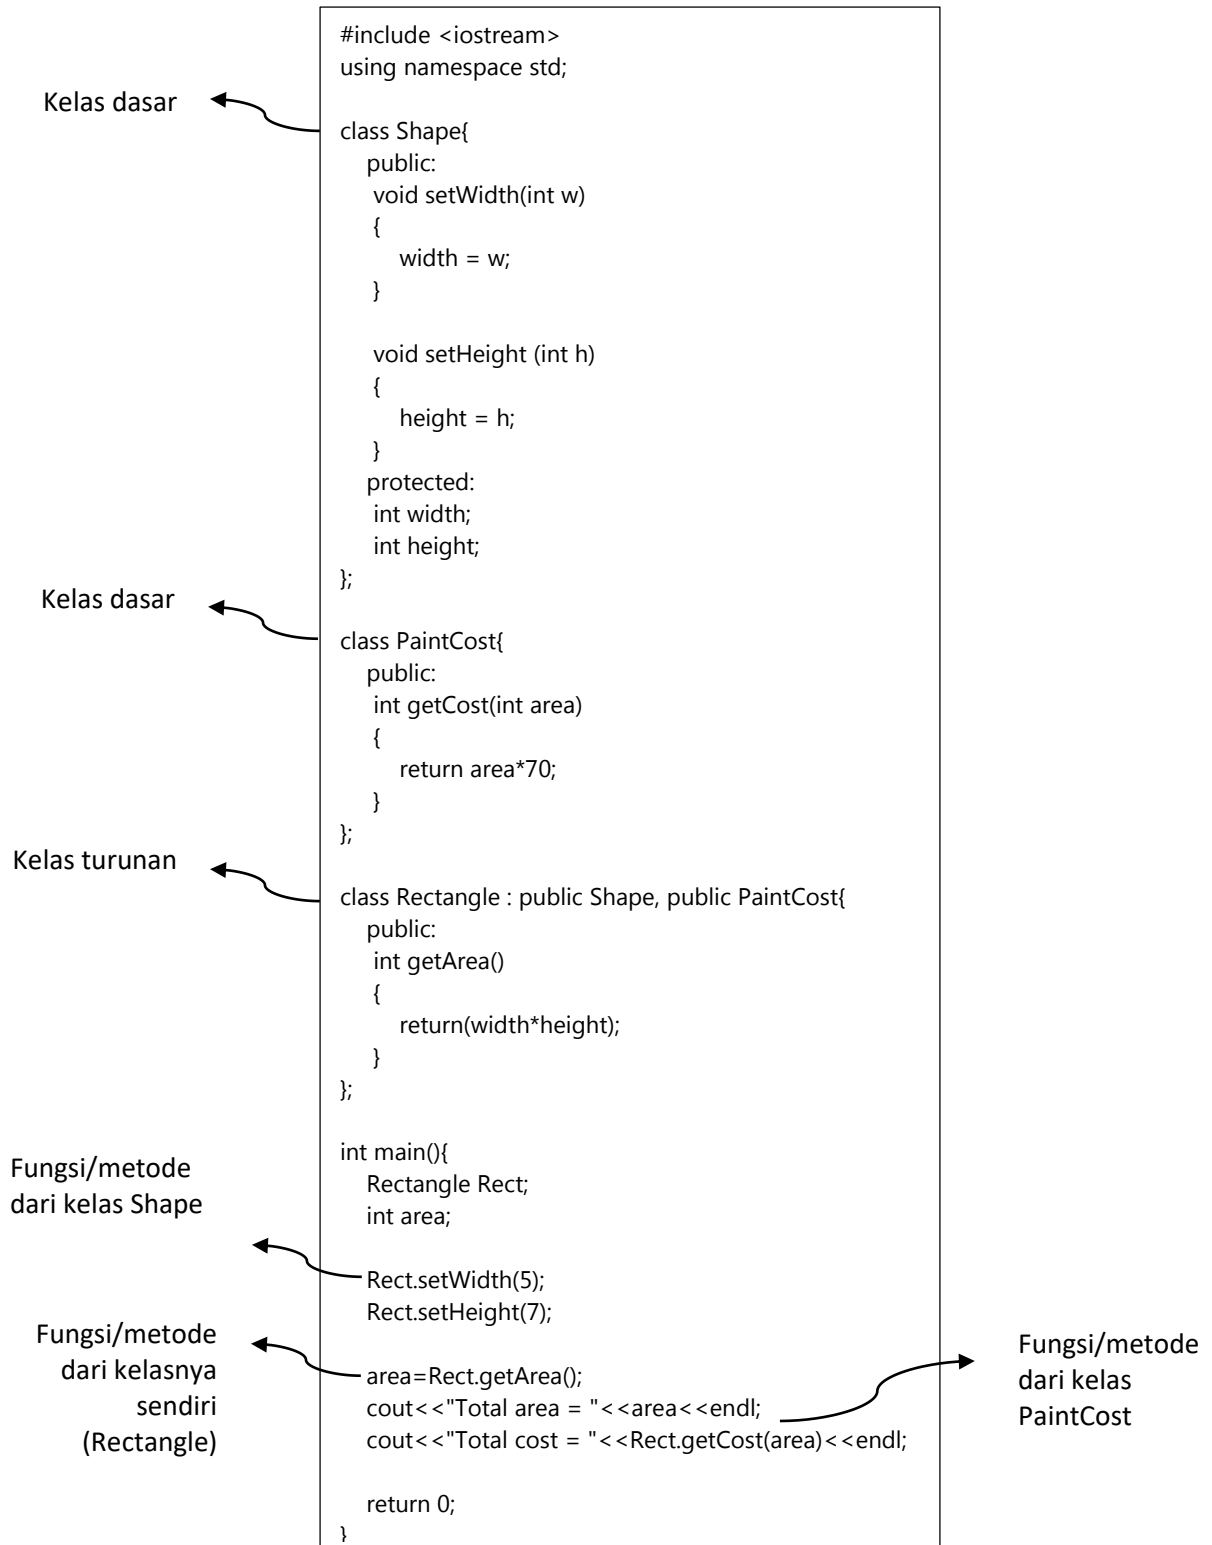 #include <iostream>
using namespace std;
Kelas dasar
class Shape{
public:
void setWidth(int w)
{
width = w;
}
void setHeight (int h)
{
height = h;
}
protected:
int width;
int height;
};
Kelas dasar
class PaintCost{
public:
int getCost(int area)
{
return area*70;
}
};
Kelas turunan
class Rectangle : public Shape, public PaintCost{
public:
int getArea()
{
return(width*height);
}
};
int main(){
Rectangle Rect;
int area;
Fungsi/metode
dari kelas Shape
Rect.setWidth(5);
Rect.setHeight(7);
Fungsi/metode
dari kelasnya
sendiri
(Rectangle)
area=Rect.getArea();
cout<<"Total area = "<<area<<endl;
cout<<"Total cost = "<<Rect.getCost(area)<<endl;
Fungsi/metode
dari kelas
PaintCost
return 0;
}